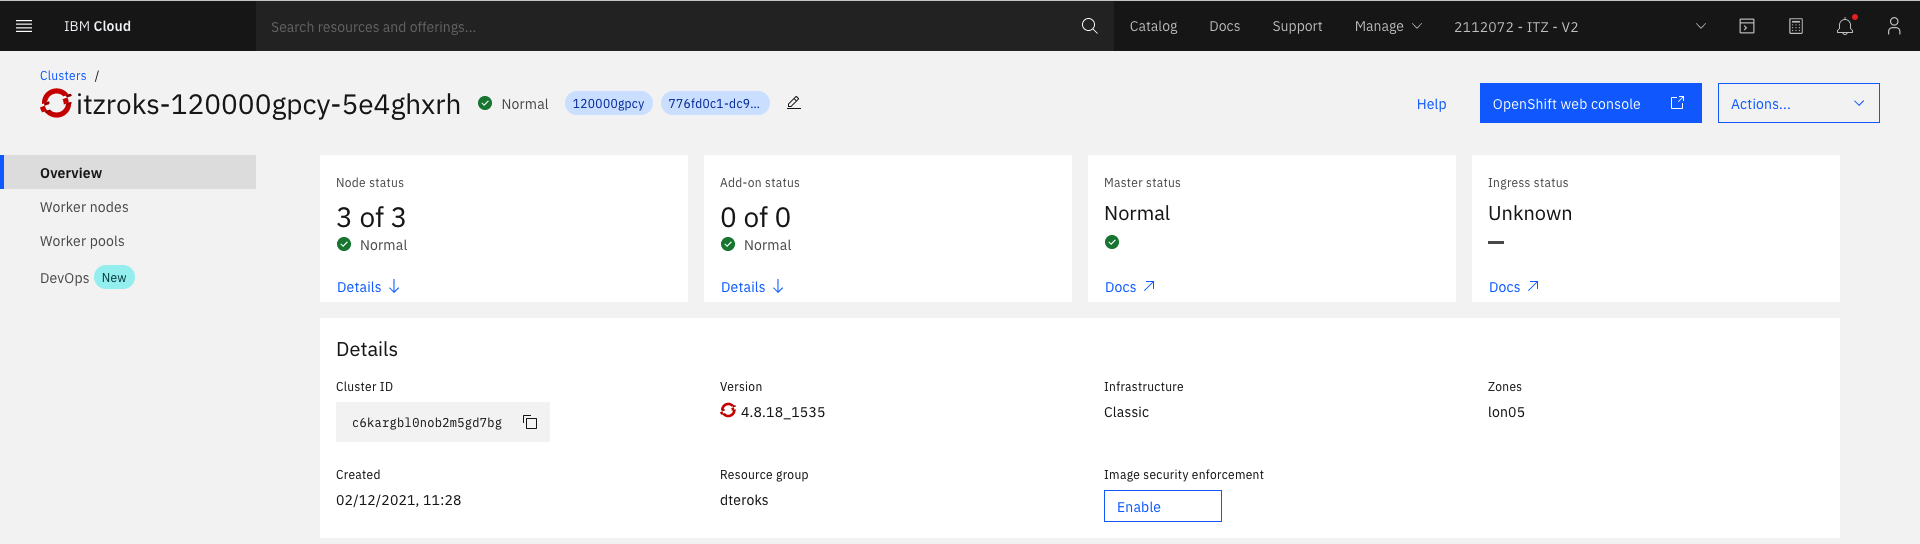 IBM Cloud
Search resources and offerings...
Catalog
Docs
Support
Manage
2112072 - ITZ - V2
Clusters /
itzroks-120000gpcy-5e4ghxrh
Normal
120000gpcy
776fd0c1-dc9...
Help
OpenShift web console
Actions...
Overview
Worker nodes
Worker pools
DevOps New
Node status
3 of 3
Normal
Details
Add-on status
0 of 0
Normal
Details
Master status
Normal
Docs
Ingress status
Unknown
Docs
Details
Cluster ID
c6kargbl0nob2m5gd7bg
Version
4.8.18_1535
Infrastructure
Classic
Zones
lon05
Created
02/12/2021, 11:28
Resource group
dteroks
Image security enforcement
Enable